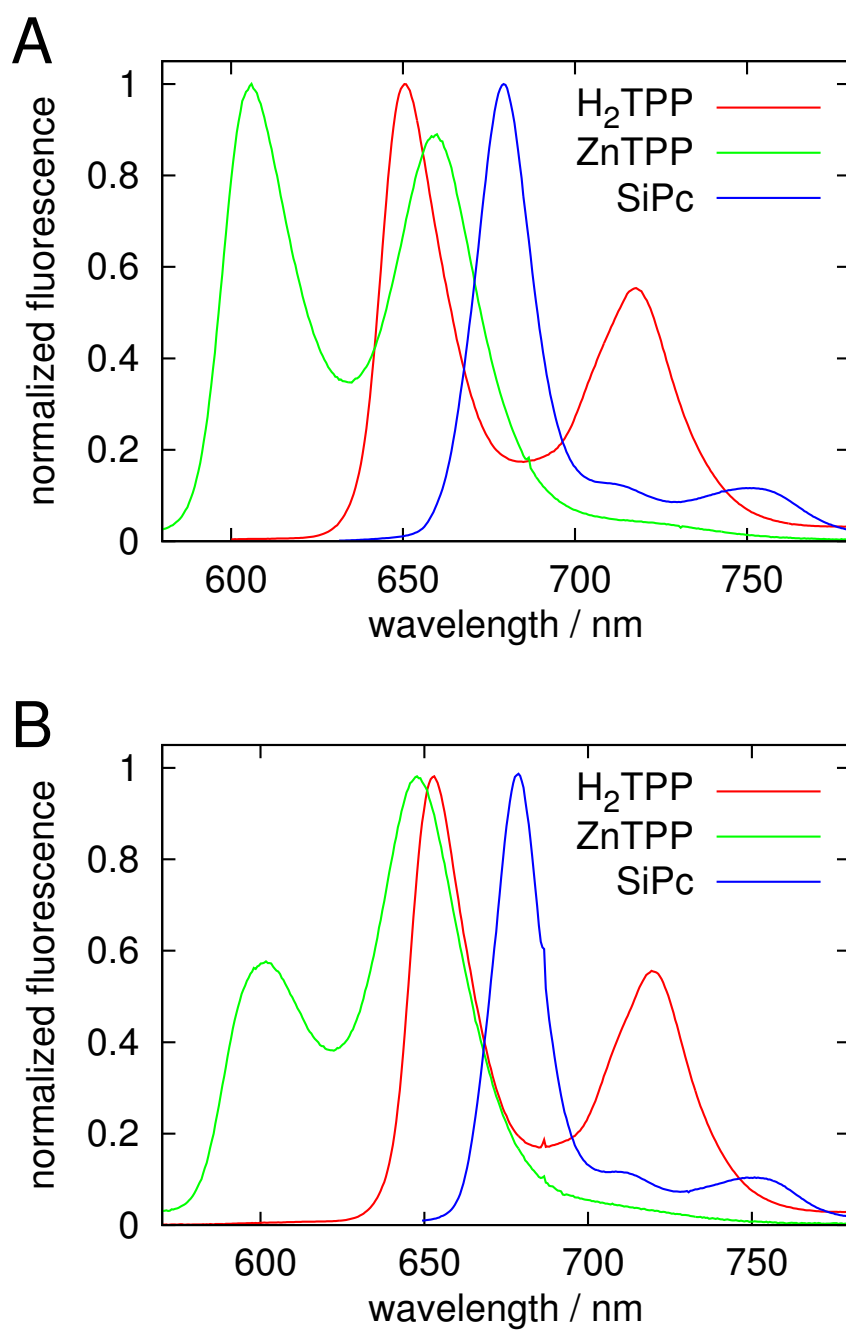 A
1
0.8
0.6
0.4
0.2
0
normalized fluorescence
H₂TPP
ZnTPP
SiPc
600 650 700 750
wavelength / nm
B
1
0.8
0.6
0.4
0.2
0
normalized fluorescence
H₂TPP
ZnTPP
SiPc
600 650 700 750
wavelength / nm